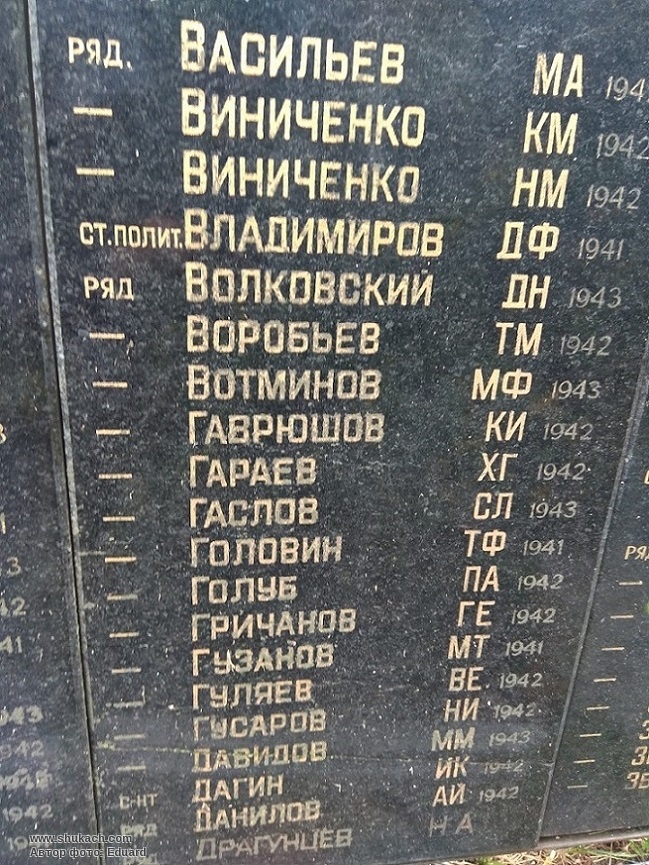 РЯД. ВАСИЛЬЕВ МА
— ВИНИЧЕНКО КМ 1942
— ВИНИЧЕНКО НМ 1942
СТ.ПОЛИТ. ВЛАДИМИРОВ ДФ 1941
РЯД ВОЛКОВСКИЙ ДН 1943
— ВОРОБЬЕВ ТМ 1942
— ВОТМИНОВ МФ 1943
— ГАВРЮШОВ КИ 1942
— ГАРАЕВ ХГ 1942
— ГАСЛОВ СЛ 1943
— ГОЛОВИН ТФ 1941
— ГОЛУБ ПА 1942
— ГРИЧАНОВ ГЕ 1942
— ГУЗАНОВ МТ 1941
— ГУЛЯЕВ ВЕ 1942
— ГУСАРОВ НИ 1942
— ДАВИДОВ ММ 1943
С-НТ ДАГИН ИК 1942
РЯД ДАНИЛОВ АЙ 1942
ДРАГУНЦЕВ НА
www.shukach.com
Автор фото: Eduard